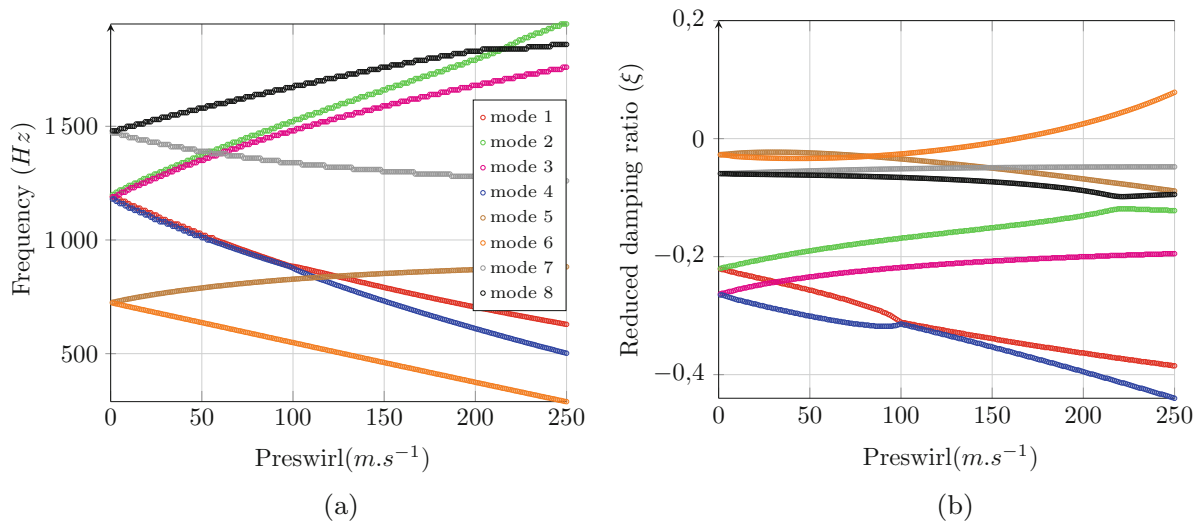 Frequency (Hz)
1 500
1 000
500
0
50
100
150
200
250
Preswirl(m.s⁻¹)
mode 1
mode 2
mode 3
mode 4
mode 5
mode 6
mode 7
mode 8
(a)
Reduced damping ratio (ξ)
0,2
0
−0,2
−0,4
0
50
100
150
200
250
Preswirl(m.s⁻¹)
(b)